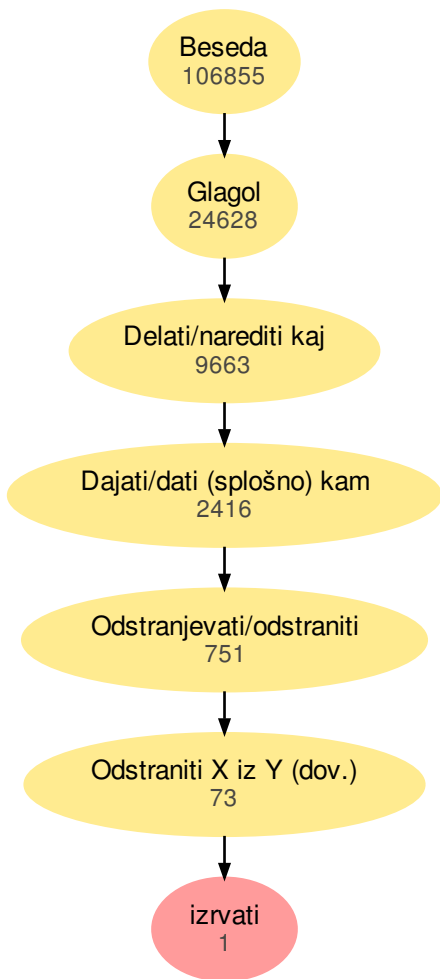 Beseda
106855
Glagol
24628
Delati/narediti kaj
9663
Dajati/dati (splošno) kam
2416
Odstranjevati/odstraniti
751
Odstraniti X iz Y (dov.)
73
izrvati
1